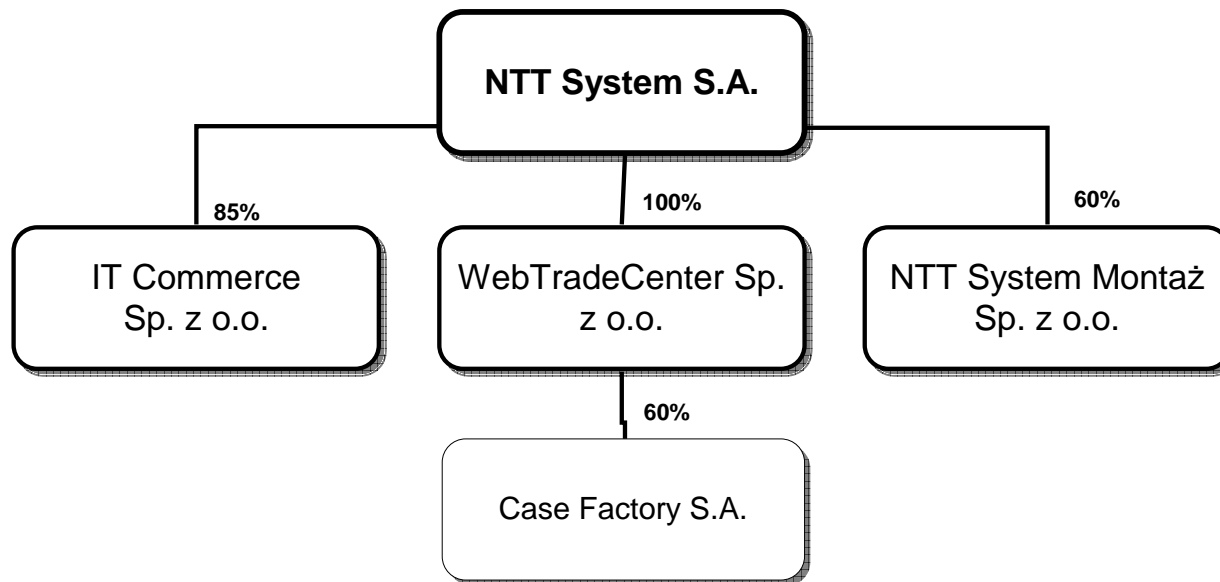 NTT System S.A.
85%
100%
60%
IT Commerce
Sp. z o.o.
WebTradeCenter Sp.
z o.o.
NTT System Montaż
Sp. z o.o.
60%
Case Factory S.A.